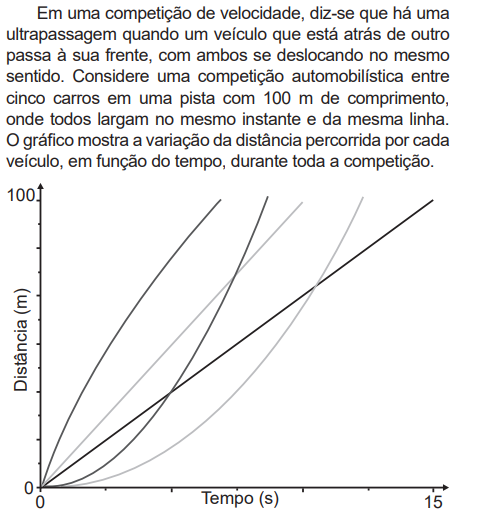 Em uma competição de velocidade, diz-se que há uma
ultrapassagem quando um veículo que está atrás de outro
passa à sua frente, com ambos se deslocando no mesmo
sentido. Considere uma competição automobilística entre
cinco carros em uma pista com 100 m de comprimento,
onde todos largam no mesmo instante e da mesma linha.
O gráfico mostra a variação da distância percorrida por cada
veículo, em função do tempo, durante toda a competição.
100
Distância (m)
0
0
Tempo (s)
15